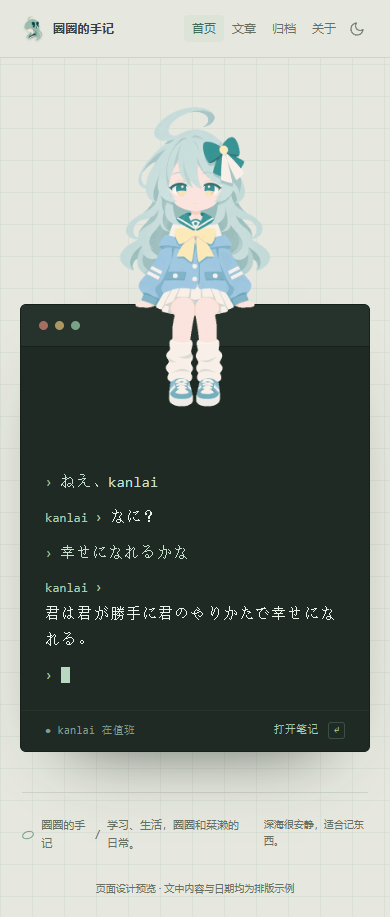 圆圆的手记
首页 文章 归档 关于
› ねえ、kanlai
kanlai › なに？
› 幸せになれるかな
kanlai ›
君は君が勝手に君のやりかたで幸せにな
れる。
›
● kanlai 在值班
打开笔记 ↵
圆圆的手
记
/
学习、生活，圆圆和栞濑的
日常。
深海很安静，适合记东
西。
页面设计预览 · 文中内容与日期均为排版示例